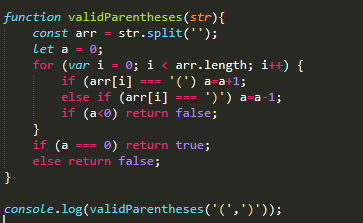 function validParentheses(str){
    const arr = str.split('');
    let a = 0;
    for (var i = 0; i < arr.length; i++) {
        if (arr[i] === '(') a=a+1;
        else if (arr[i] === ')') a=a-1;
        if (a<0) return false;
    }
    if (a === 0) return true;
    else return false;
}
console.log(validParentheses('(',')'));